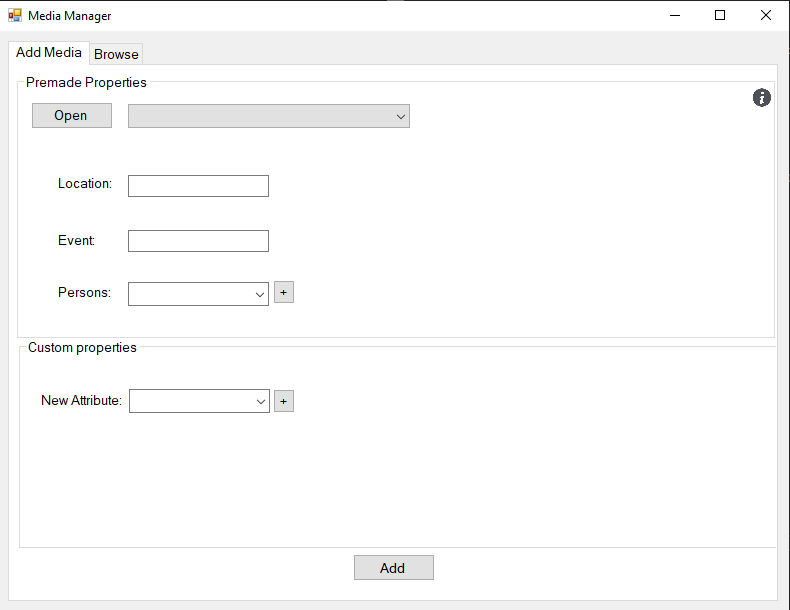 Media Manager
Add Media
Browse
Premade Properties
Open
Location:
Event:
Persons:
+
Custom properties
New Attribute:
+
Add